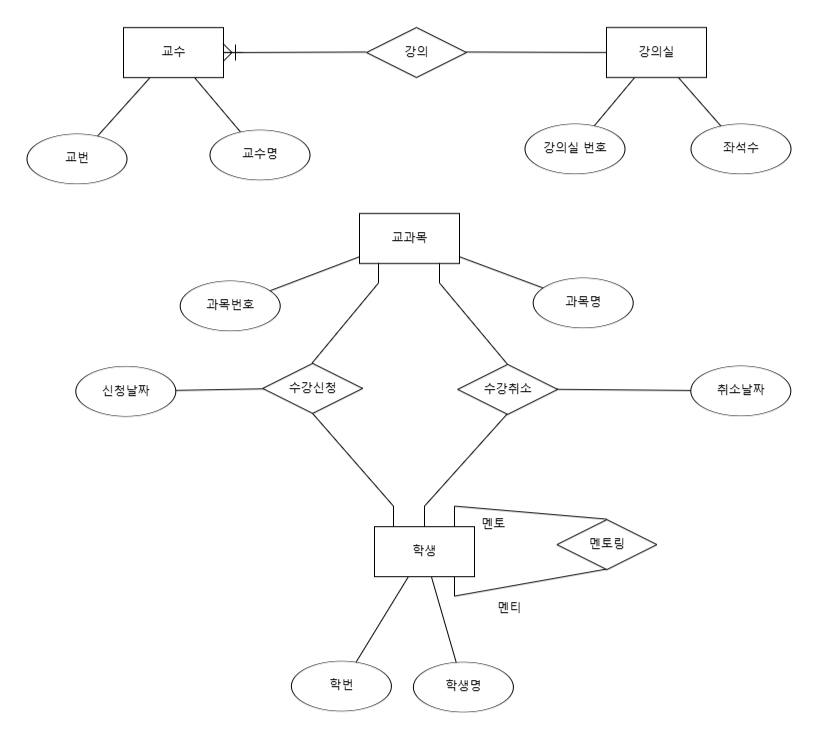 교수
강의
강의실
교번
교수명
강의실 번호
좌석수
교과목
과목번호
과목명
신청날짜
수강신청
수강취소
취소날짜
멘토
학생
멘토링
멘티
학번
학생명